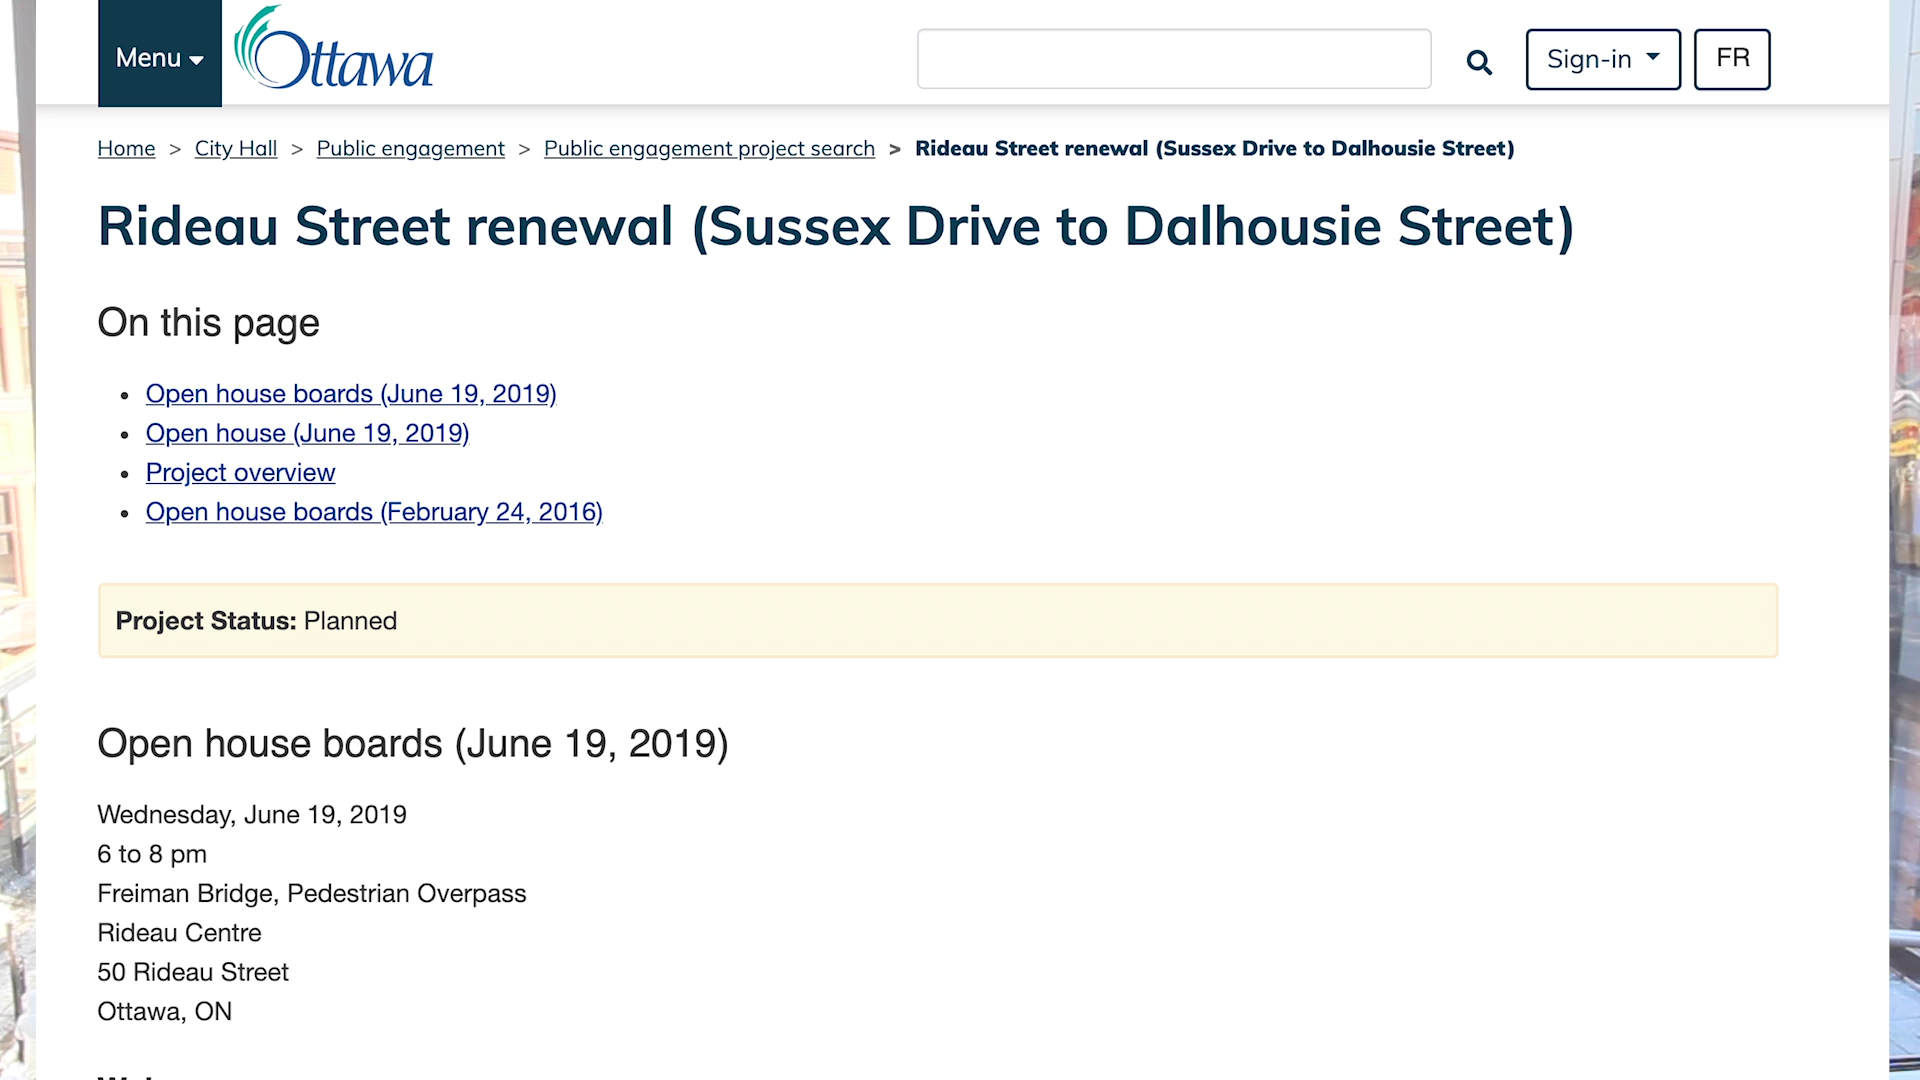 Menu
Ottawa
Sign-in
FR
Home > City Hall > Public engagement > Public engagement project search > Rideau Street renewal (Sussex Drive to Dalhousie Street)
Rideau Street renewal (Sussex Drive to Dalhousie Street)
On this page
Open house boards (June 19, 2019)
Open house (June 19, 2019)
Project overview
Open house boards (February 24, 2016)
Project Status: Planned
Open house boards (June 19, 2019)
Wednesday, June 19, 2019
6 to 8 pm
Freiman Bridge, Pedestrian Overpass
Rideau Centre
50 Rideau Street
Ottawa, ON